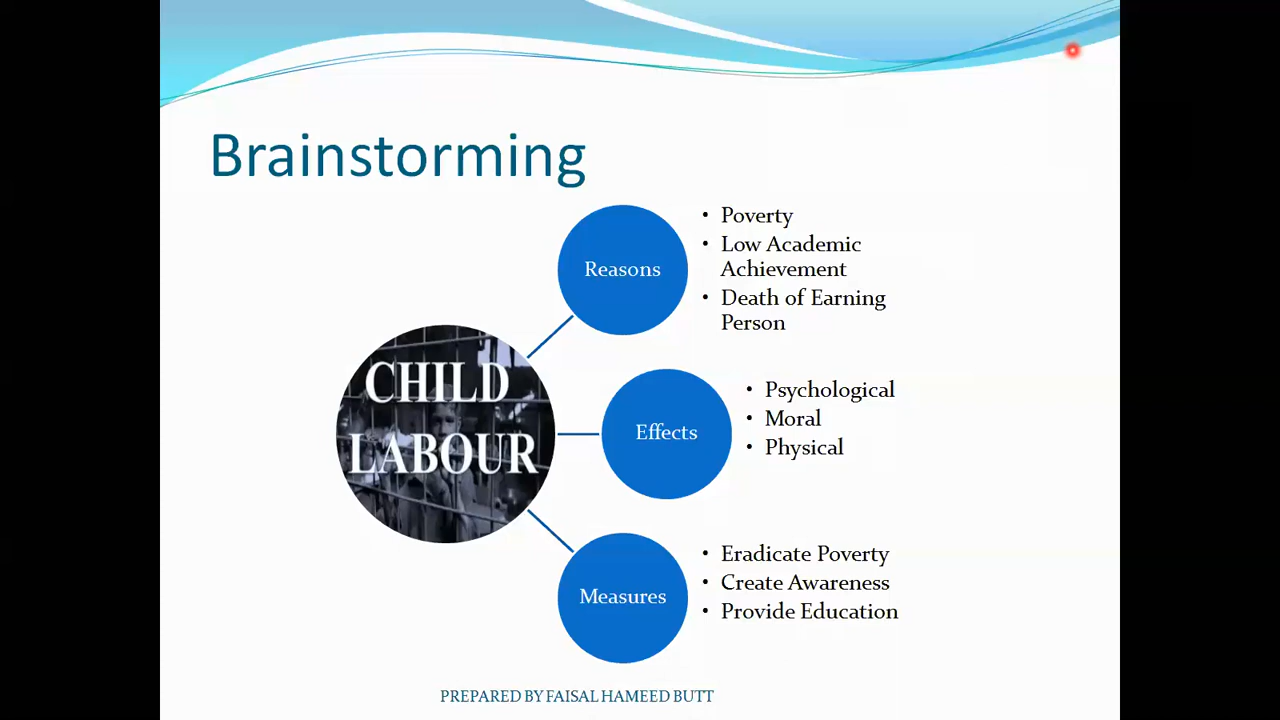 Brainstorming
Reasons
• Poverty
• Low Academic
Achievement
• Death of Earning
Person
CHILD
LABOUR
Effects
• Psychological
• Moral
• Physical
Measures
• Eradicate Poverty
• Create Awareness
• Provide Education
PREPARED BY FAISAL HAMEED BUTT